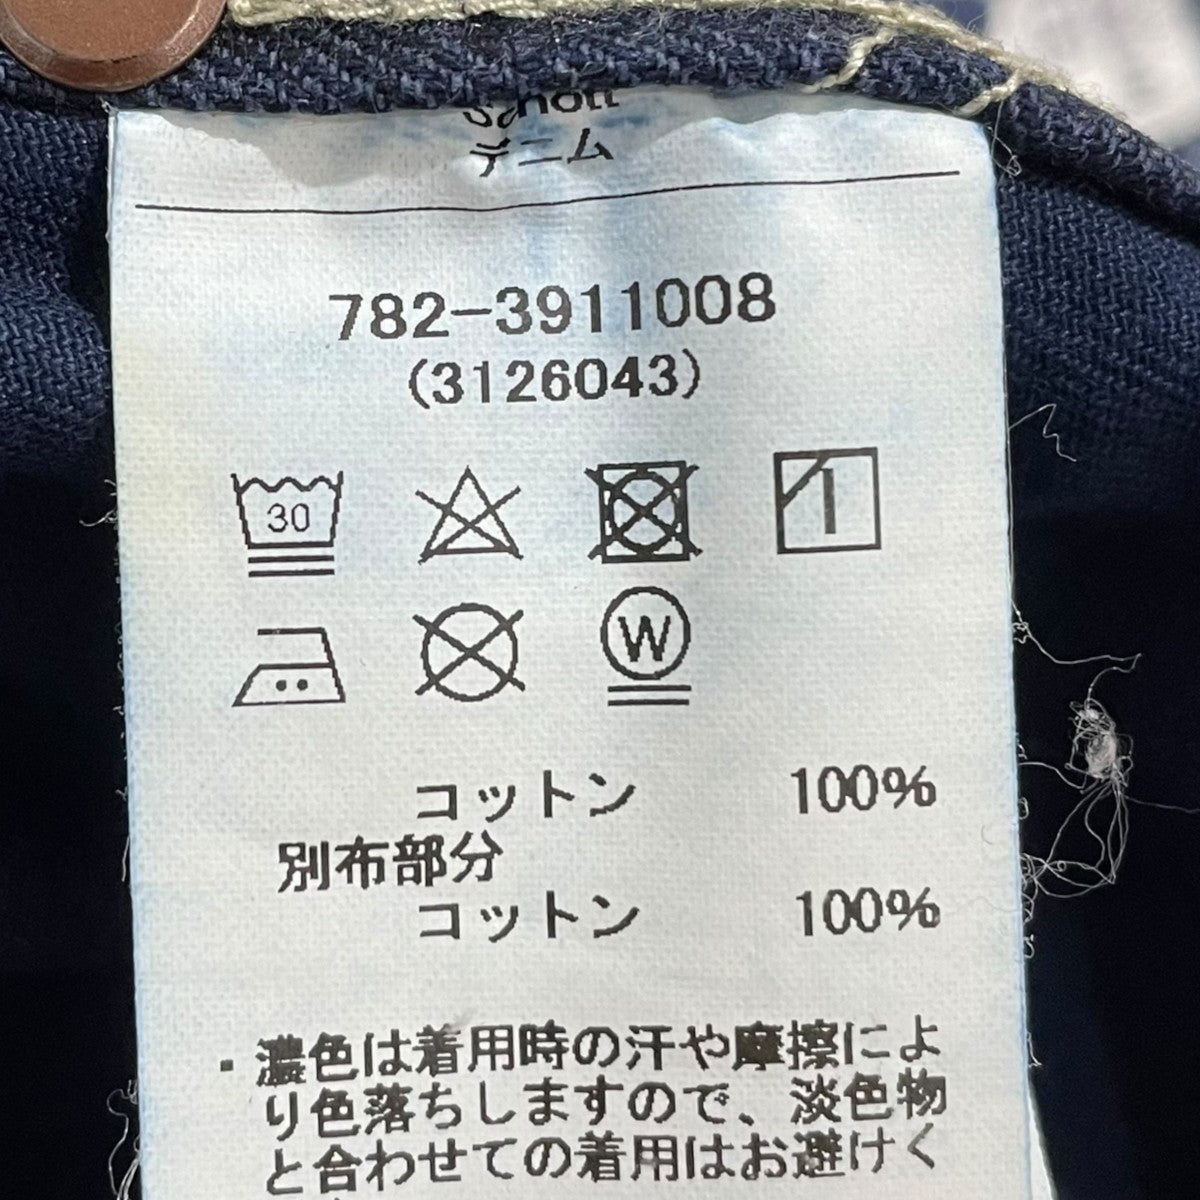 Schott
デニム
782-3911008
(3126043)
30
W
コットン 100%
別布部分
コットン 100%
・濃色は着用時の汗や摩擦によ
り色落ちしますので、淡色物
と合わせての着用はお避けく